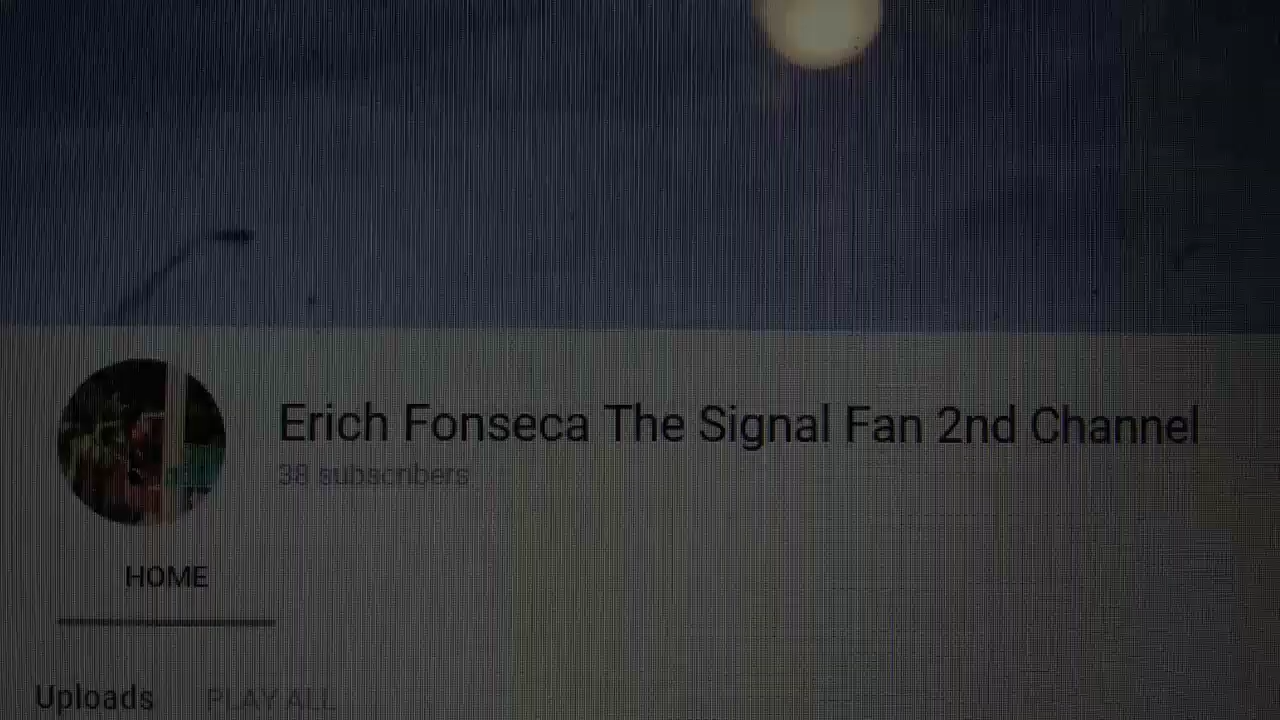 Erich Fonseca The Signal Fan 2nd Channel
38 subscribers
HOME
Uploads PLAY ALL